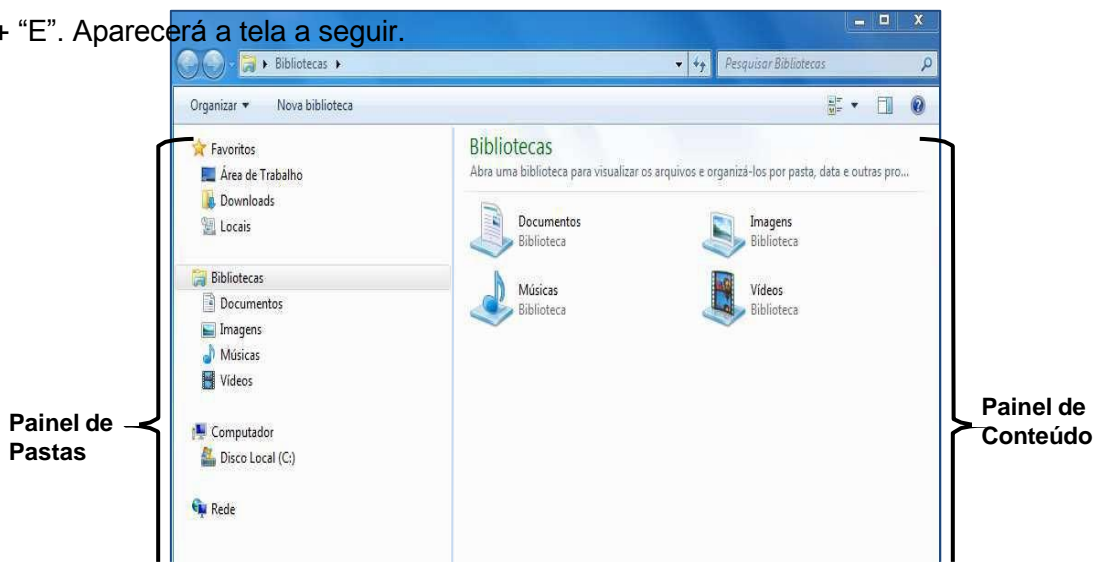 + “E”. Aparecerá a tela a seguir.
Bibliotecas
Pesquisar Bibliotecas
Organizar
Nova biblioteca
Favoritos
Área de Trabalho
Downloads
Locais
Bibliotecas
Documentos
Imagens
Músicas
Vídeos
Computador
Disco Local (C:)
Rede
Bibliotecas
Abra uma biblioteca para visualizar os arquivos e organizá-los por pasta, data e outras pro...
Documentos
Biblioteca
Imagens
Biblioteca
Músicas
Biblioteca
Vídeos
Biblioteca
Painel de
Pastas
Painel de
Conteúdo